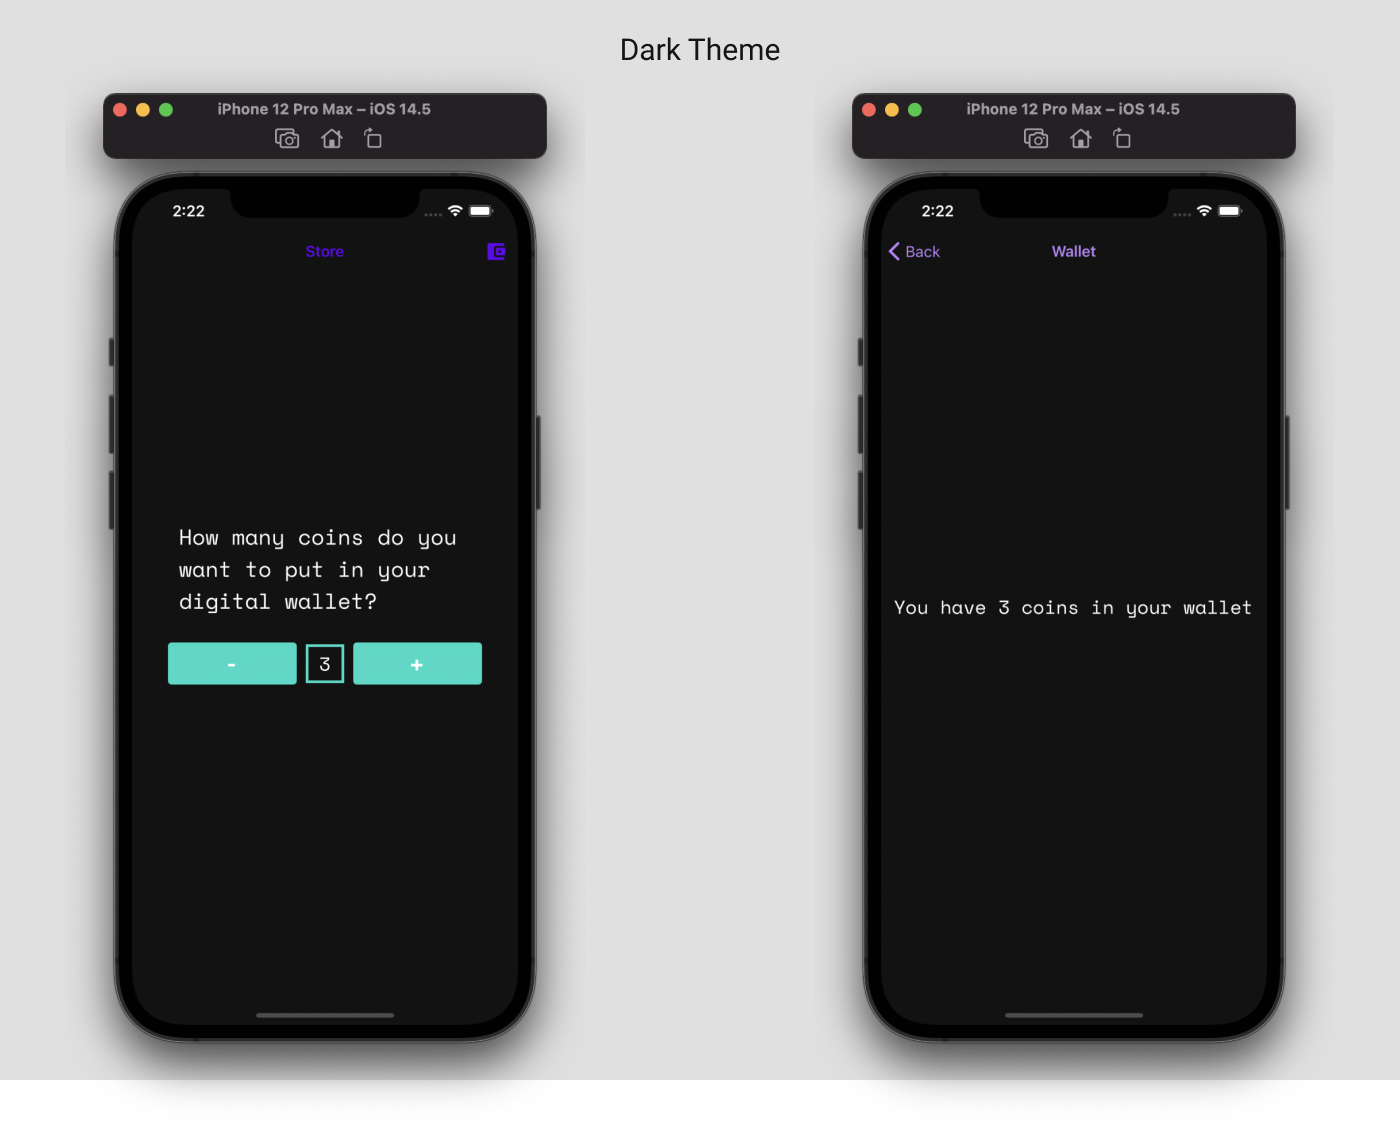 Dark Theme
iPhone 12 Pro Max – iOS 14.5
2:22
Store
How many coins do you
want to put in your
digital wallet?
- 3 +
iPhone 12 Pro Max – iOS 14.5
2:22
Back Wallet
You have 3 coins in your wallet